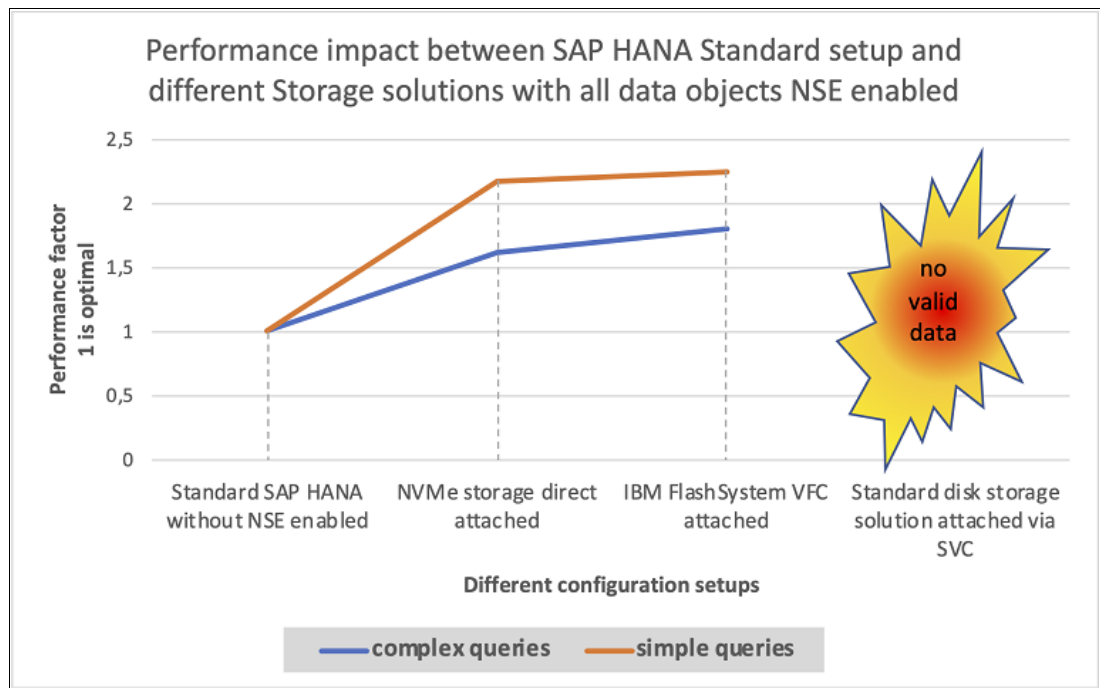 Performance impact between SAP HANA Standard setup and
different Storage solutions with all data objects NSE enabled
2,5
2
1,5
1
0,5
0
Performance factor
1 is optimal
no
valid
data
Standard SAP HANA
without NSE enabled
NVMe storage direct
attached
IBM FlashSystem VFC
attached
Standard disk storage
solution attached via
SVC
Different configuration setups
complex queries
simple queries